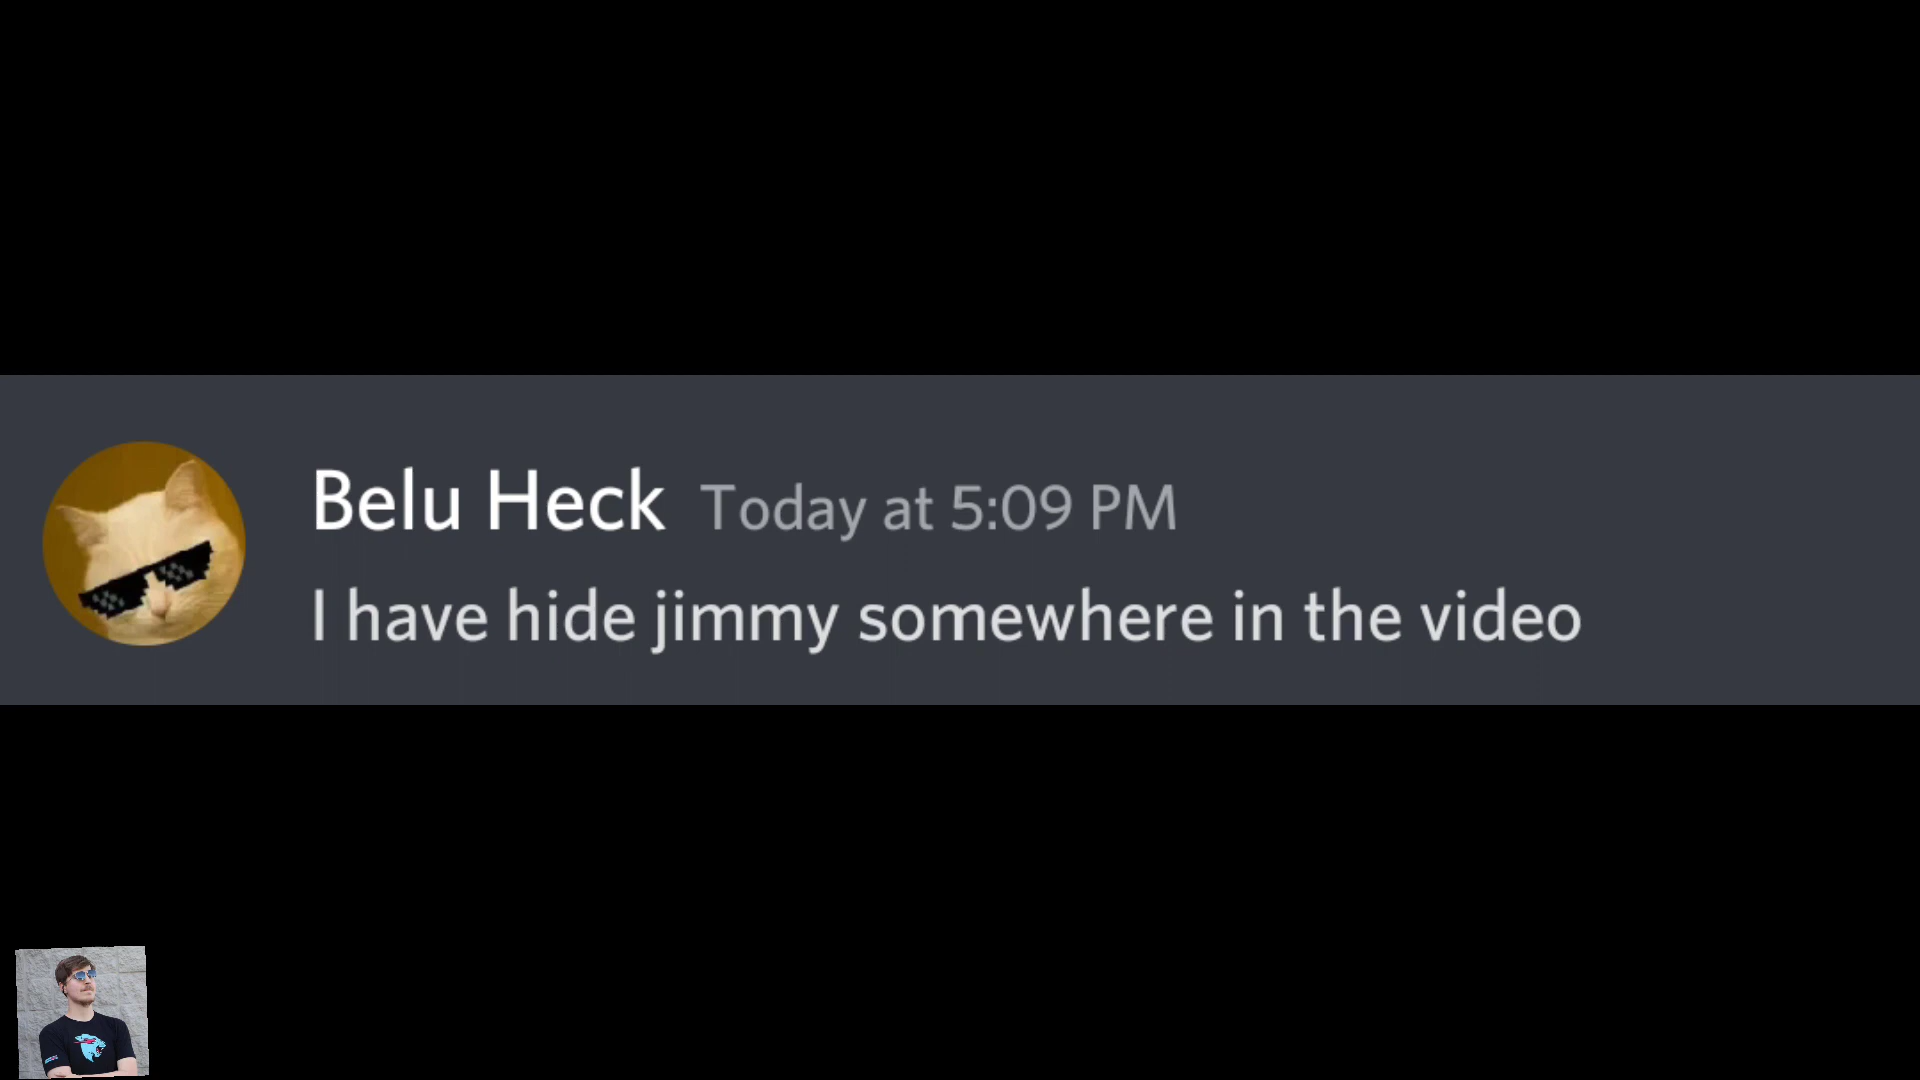 Belu Heck Today at 5:09 PM
I have hide jimmy somewhere in the video